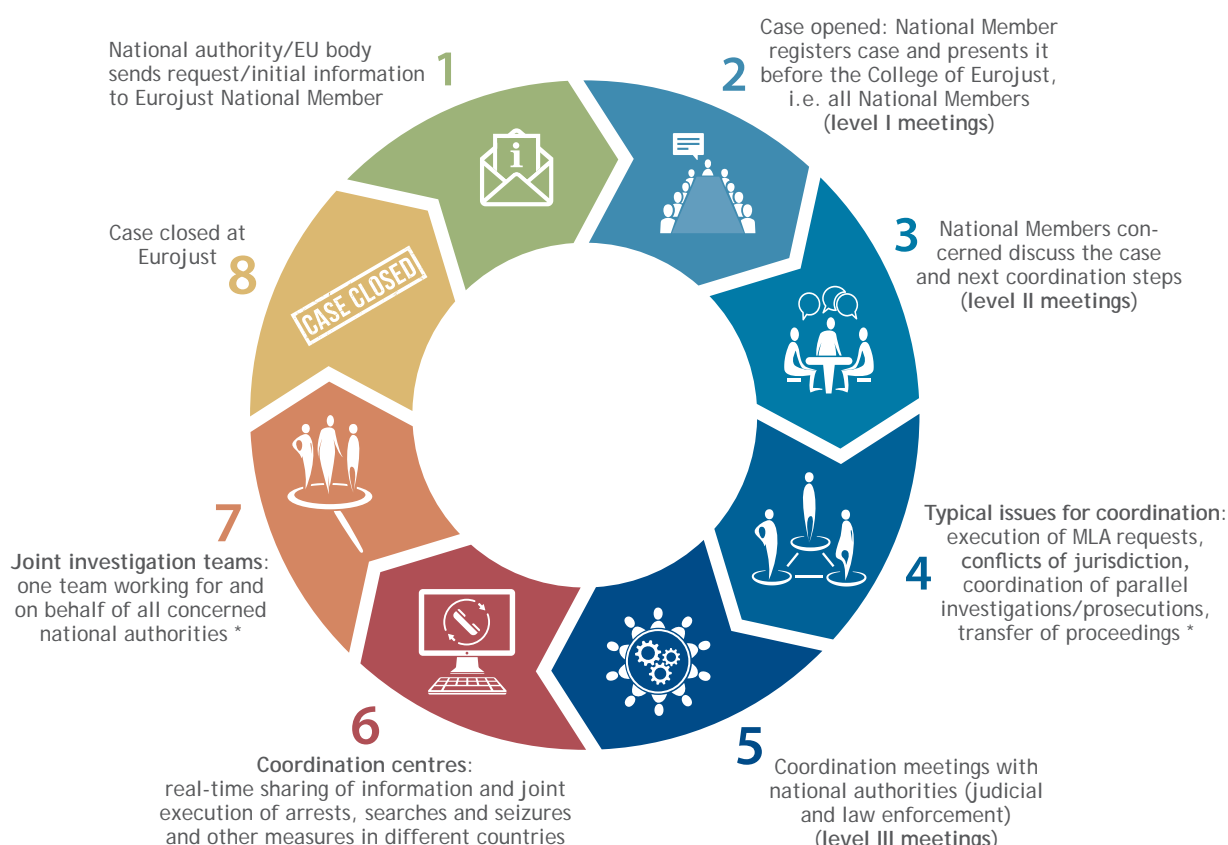 1
National authority/EU body
sends request/initial information
to Eurojust National Member
2
Case opened: National Member
registers case and presents it
before the College of Eurojust,
i.e. all National Members
(level I meetings)
3
National Members con-
cerned discuss the case
and next coordination steps
(level II meetings)
4
Typical issues for coordination:
execution of MLA requests,
conflicts of jurisdiction,
coordination of parallel
investigations/prosecutions,
transfer of proceedings *
5
Coordination meetings with
national authorities (judicial
and law enforcement)
(level III meetings)
6
Coordination centres:
real-time sharing of information and joint
execution of arrests, searches and seizures
and other measures in different countries
7
Joint investigation teams:
one team working for and
on behalf of all concerned
national authorities *
8
Case closed at
Eurojust
CASE CLOSED
i